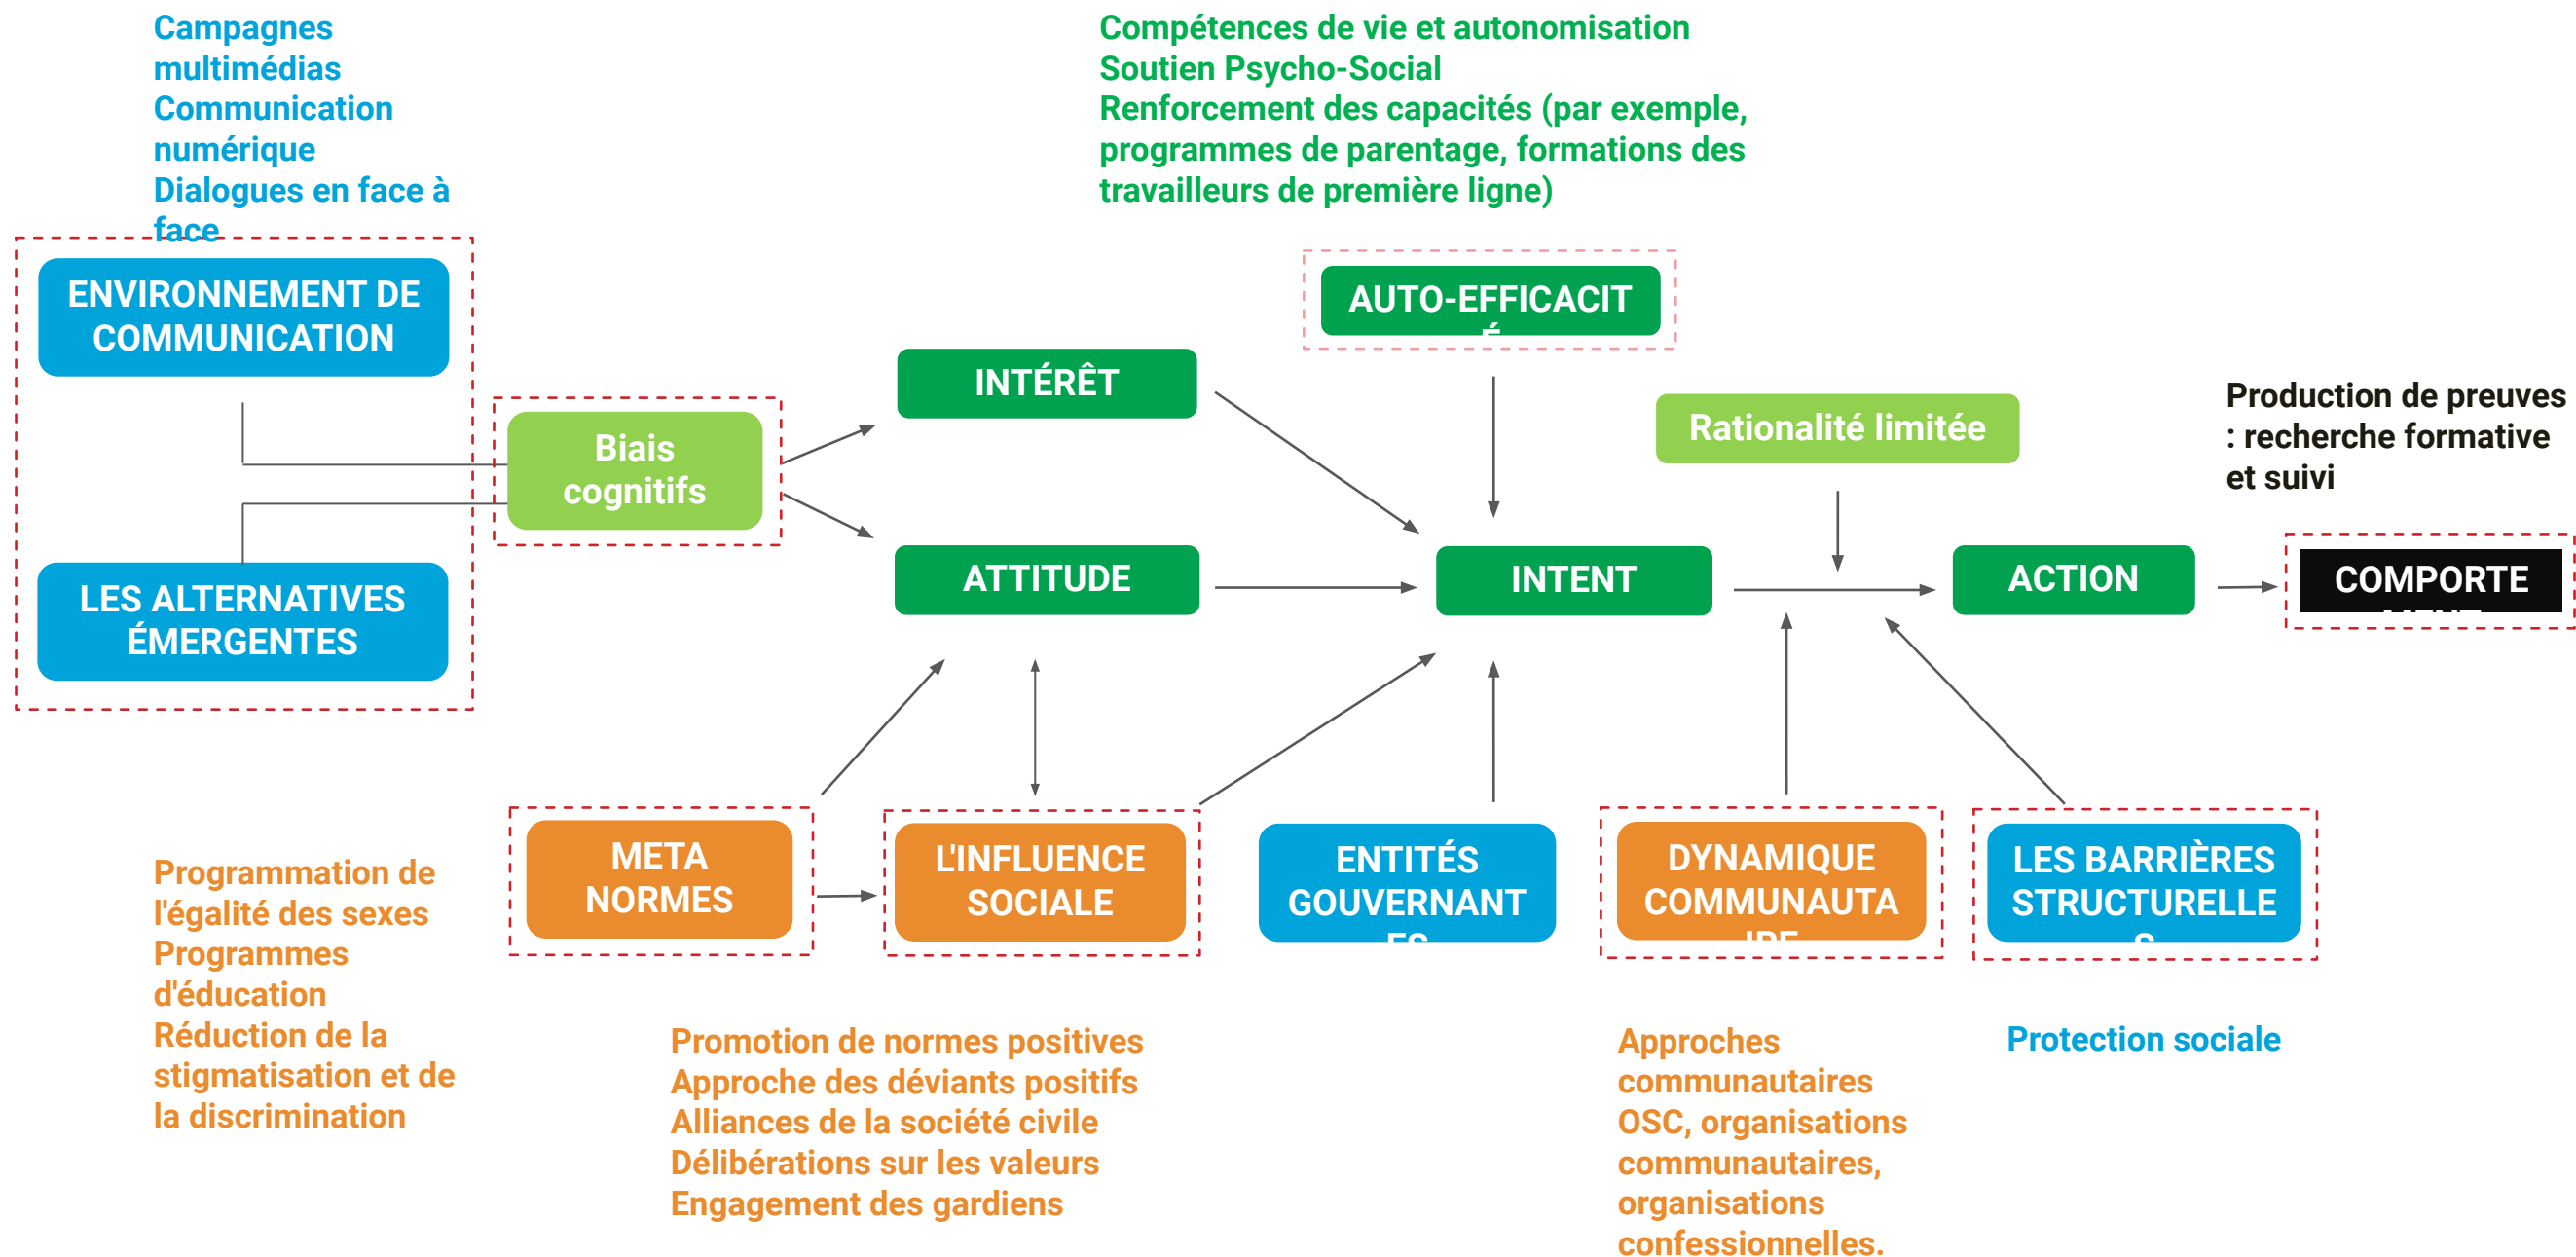 Campagnes
multimédias
Communication
numérique
Dialogues en face à
face
Compétences de vie et autonomisation
Soutien Psycho-Social
Renforcement des capacités (par exemple,
programmes de parentage, formations des
travailleurs de première ligne)
ENVIRONNEMENT DE
COMMUNICATION
AUTO-EFFICACIT
É
INTÉRÊT
Biais
cognitifs
Rationalité limitée
Production de preuves
: recherche formative
et suivi
LES ALTERNATIVES
ÉMERGENTES
ATTITUDE
INTENT
ACTION
COMPORTE
MENT
META
NORMES
L'INFLUENCE
SOCIALE
ENTITÉS
GOUVERNANT
ES
DYNAMIQUE
COMMUNAUTA
IRE
LES BARRIÈRES
STRUCTURELLE
S
Programmation de
l'égalité des sexes
Programmes
d'éducation
Réduction de la
stigmatisation et de
la discrimination
Promotion de normes positives
Approche des déviants positifs
Alliances de la société civile
Délibérations sur les valeurs
Engagement des gardiens
Approches
communautaires
OSC, organisations
communautaires,
organisations
confessionnelles.
Protection sociale